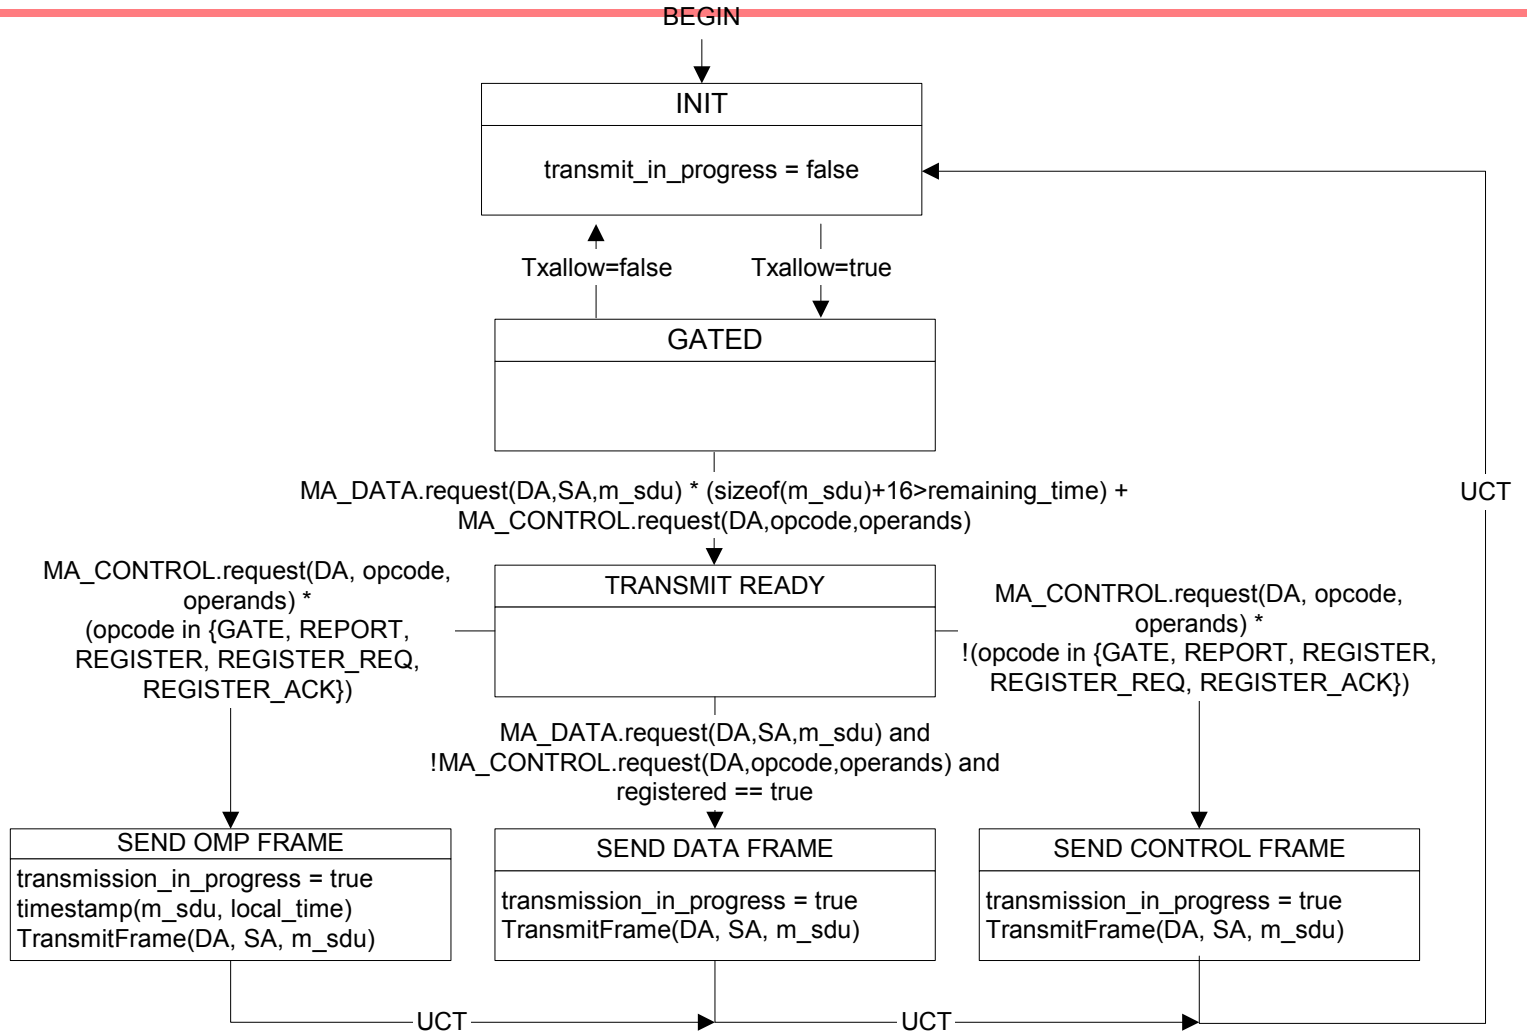 BEGIN
INIT
transmit_in_progress = false
Txallow=false
Txallow=true
GATED
MA_DATA.request(DA,SA,m_sdu) * (sizeof(m_sdu)+16>remaining_time) +
MA_CONTROL.request(DA,opcode,operands)
UCT
MA_CONTROL.request(DA, opcode,
operands) *
(opcode in {GATE, REPORT,
REGISTER, REGISTER_REQ,
REGISTER_ACK})
TRANSMIT READY
MA_CONTROL.request(DA, opcode,
operands) *
!(opcode in {GATE, REPORT, REGISTER,
REGISTER_REQ, REGISTER_ACK})
MA_DATA.request(DA,SA,m_sdu) and
!MA_CONTROL.request(DA,opcode,operands) and
registered == true
SEND OMP FRAME
transmission_in_progress = true
timestamp(m_sdu, local_time)
TransmitFrame(DA, SA, m_sdu)
SEND DATA FRAME
transmission_in_progress = true
TransmitFrame(DA, SA, m_sdu)
SEND CONTROL FRAME
transmission_in_progress = true
TransmitFrame(DA, SA, m_sdu)
UCT
UCT